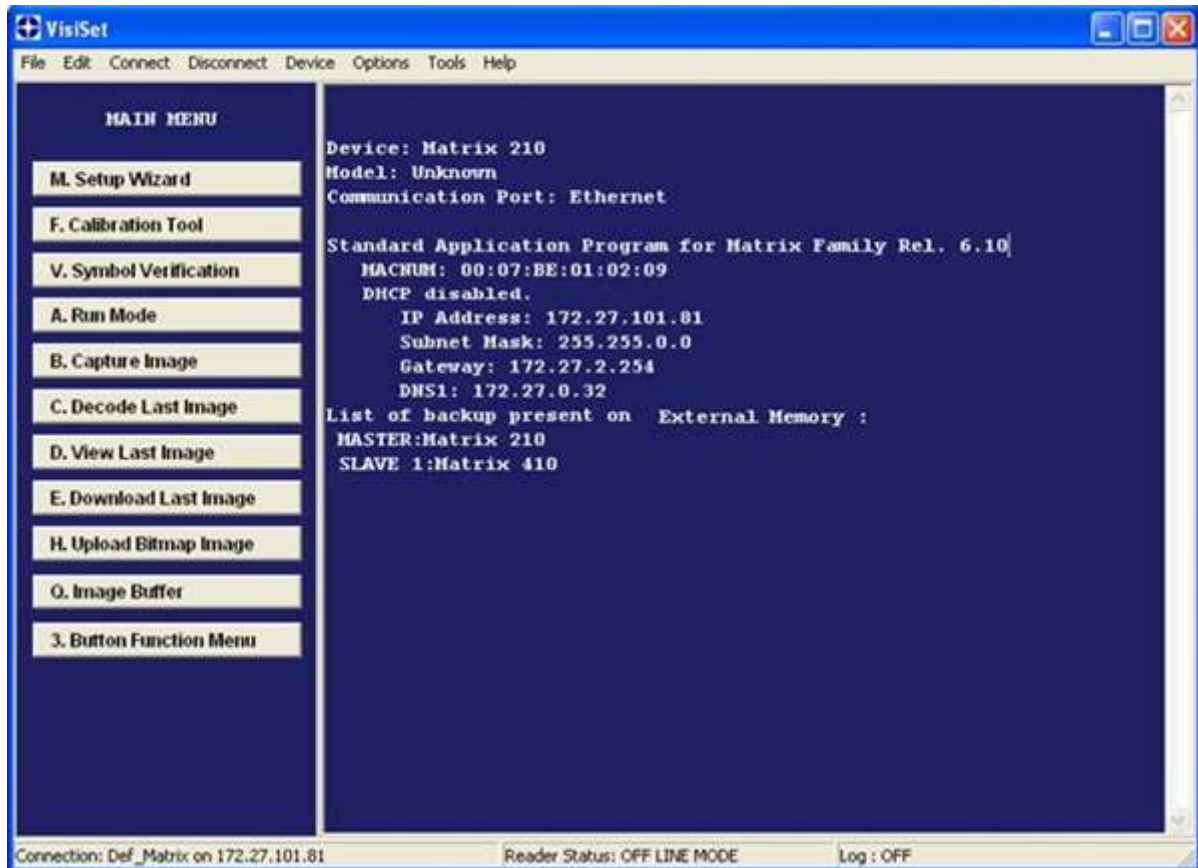 VisiSet
File Edit Connect Disconnect Device Options Tools Help
MAIN MENU
M. Setup Wizard
F. Calibration Tool
V. Symbol Verification
A. Run Mode
B. Capture Image
C. Decode Last Image
D. View Last Image
E. Download Last Image
H. Upload Bitmap Image
O. Image Buffer
3. Button Function Menu
Device: Matrix 210
Model: Unknown
Communication Port: Ethernet
Standard Application Program for Matrix Family Rel. 6.10
MACNUM: 00:07:BE:01:02:09
DHCP disabled.
IP Address: 172.27.101.81
Subnet Mask: 255.255.0.0
Gateway: 172.27.2.254
DNS1: 172.27.0.32
List of backup present on External Memory :
MASTER:Matrix 210
SLAVE 1:Matrix 410
Connection: Def_Matrix on 172.27.101.81 Reader Status: OFF LINE MODE Log : OFF